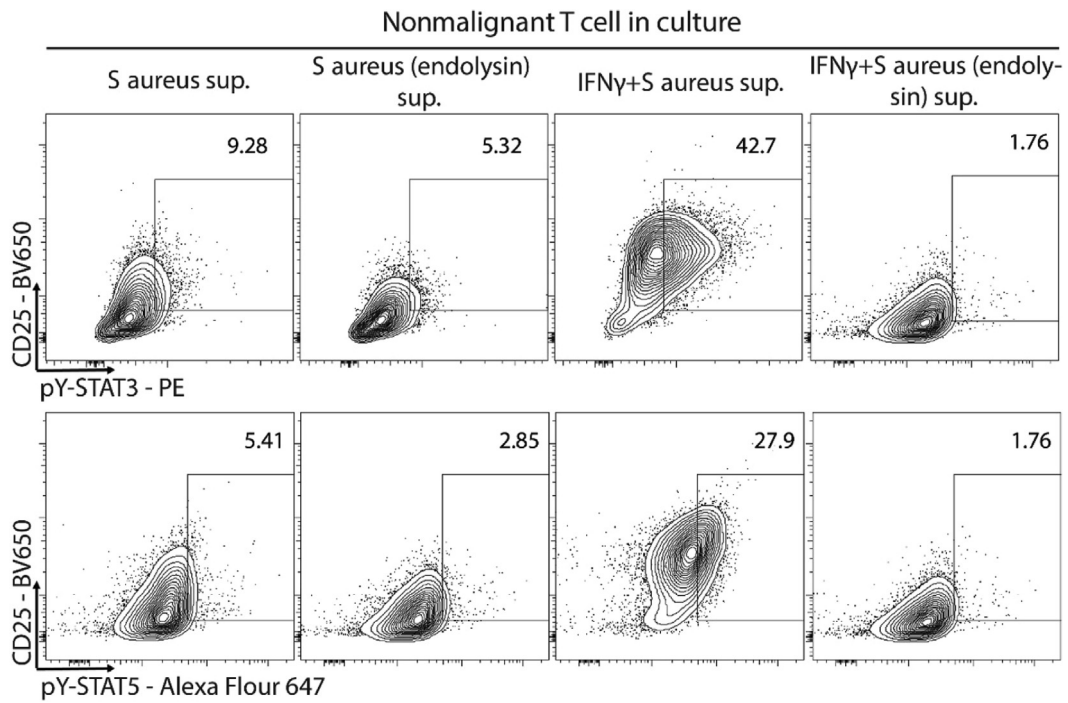 Nonmalignant T cell in culture
S aureus sup.
S aureus (endolysin)
sup.
IFNγ+S aureus sup.
IFNγ+S aureus (endoly-
sin) sup.
9.28
5.32
42.7
1.76
CD25 - BV650
pY-STAT3 - PE
5.41
2.85
27.9
1.76
CD25 - BV650
pY-STAT5 - Alexa Flour 647